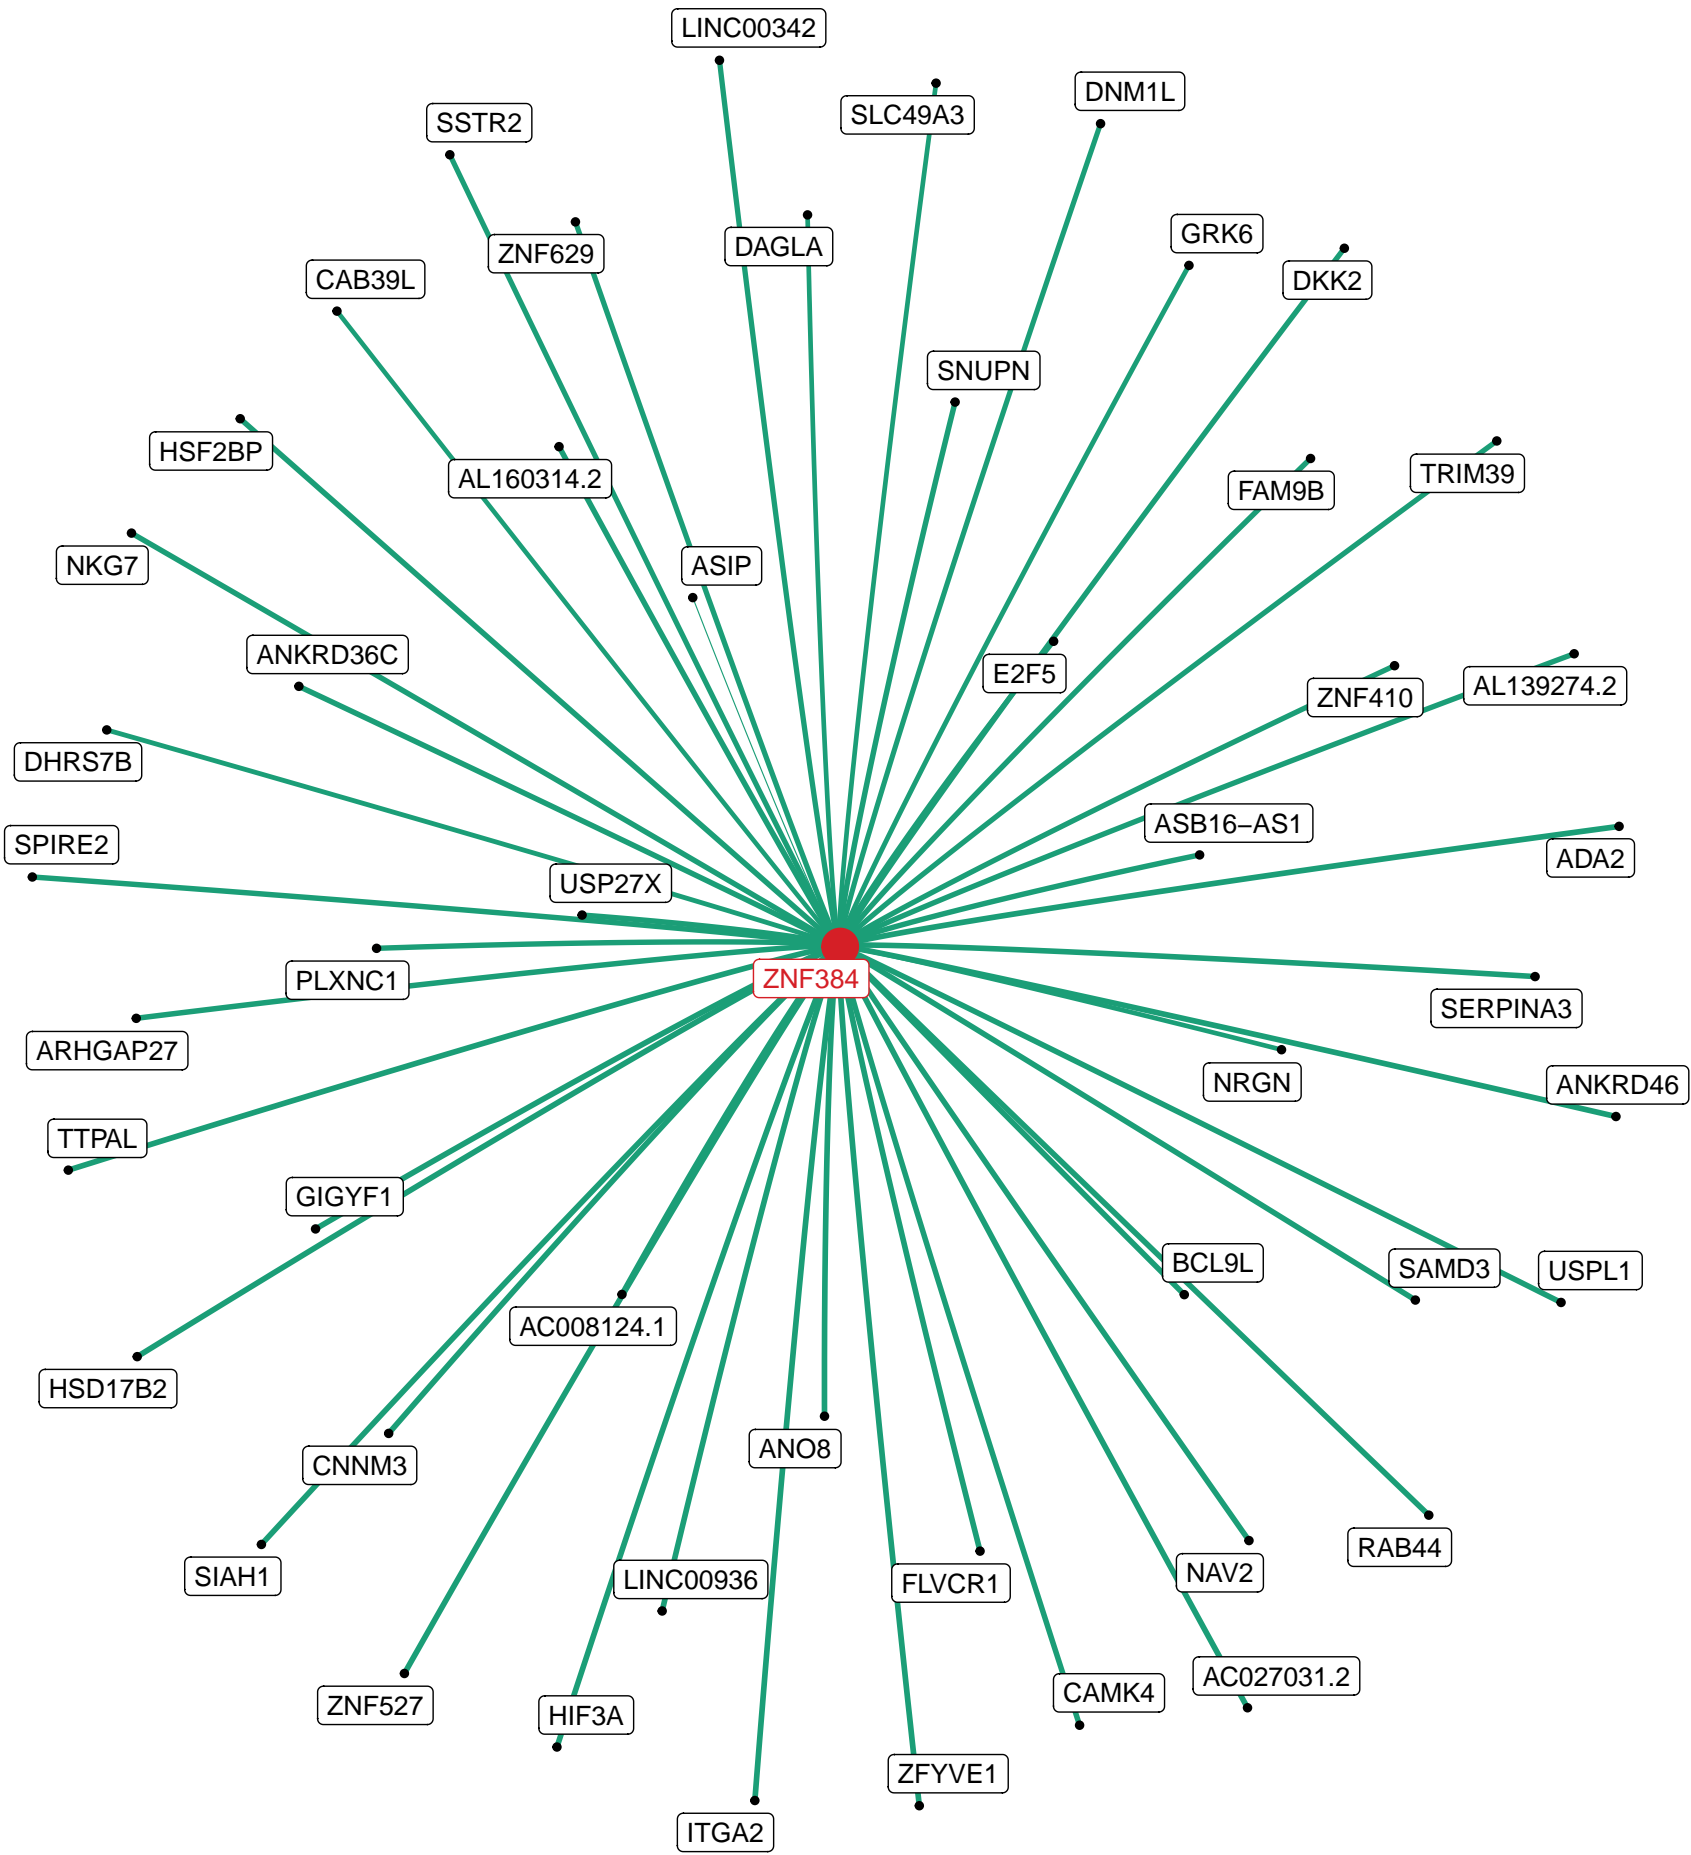 LINC00342
DNM1L
SLC49A3
SSTR2
GRK6
DAGLA
ZNF629
CAB39L
DKK2
SNUPN
HSF2BP
TRIM39
AL160314.2
FAM9B
NKG7
ASIP
ANKRD36C
E2F5
AL139274.2
ZNF410
DHRS7B
ASB16–AS1
SPIRE2
ADA2
USP27X
ZNF384
PLXNC1
SERPINA3
ARHGAP27
NRGN
ANKRD46
TTPAL
GIGYF1
BCL9L
SAMD3
USPL1
AC008124.1
HSD17B2
ANO8
CNNM3
RAB44
NAV2
SIAH1
LINC00936
FLVCR1
AC027031.2
CAMK4
ZNF527
HIF3A
ZFYVE1
ITGA2